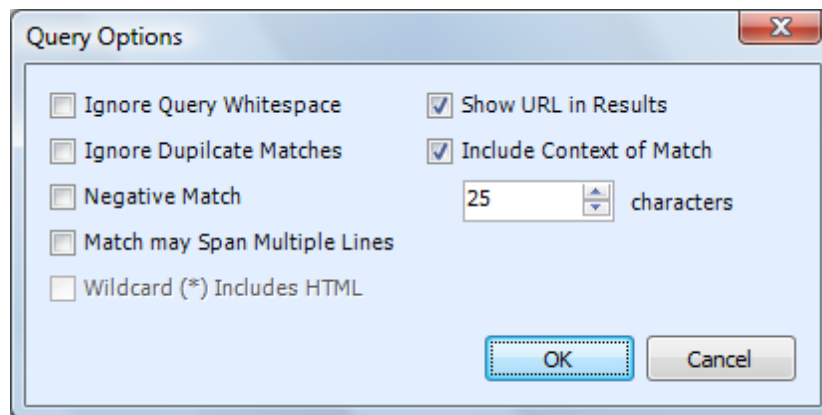 Query Options
Ignore Query Whitespace
Ignore Dupilcate Matches
Negative Match
Match may Span Multiple Lines
Wildcard (*) Includes HTML
Show URL in Results
Include Context of Match
25 characters
OK Cancel